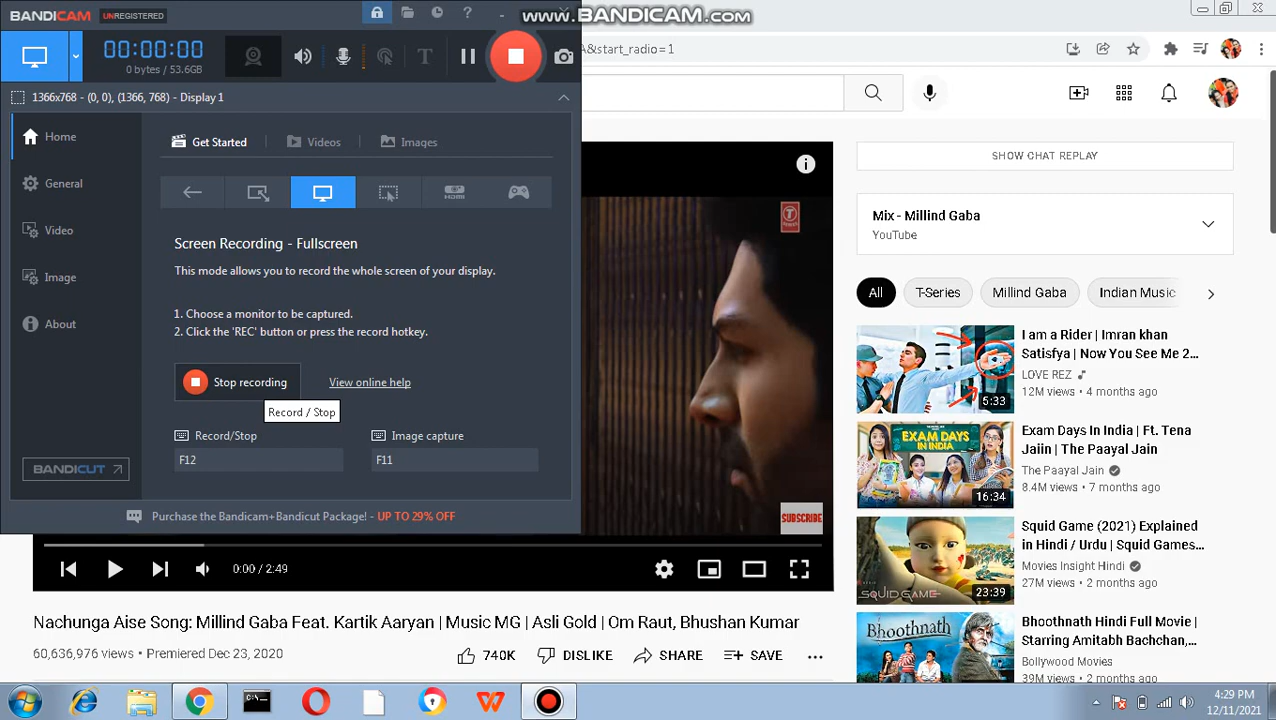 BANDICAM UNREGISTERED
www.BANDICAM.com
00:00:00
0 bytes / 53.6GB
T
A&start_radio=1
1366x768 - (0, 0), (1366, 768) - Display 1
Home
General
Video
Image
About
BANDICUT
Get Started
Videos
Images
HDMI
Screen Recording - Fullscreen
This mode allows you to record the whole screen of your display.
1. Choose a monitor to be captured.
2. Click the 'REC' button or press the record hotkey.
Stop recording
View online help
Record / Stop
Record/Stop
Image capture
F12
F11
Purchase the Bandicam+Bandicut Package! - UP TO 29% OFF
SUBSCRIBE
0:00 / 2:49
Nachunga Aise Song: Millind Gaba Feat. Kartik Aaryan | Music MG | Asli Gold | Om Raut, Bhushan Kumar
60,636,976 views • Premiered Dec 23, 2020
740K
DISLIKE
SHARE
SAVE
SHOW CHAT REPLAY
Mix - Millind Gaba
YouTube
All
T-Series
Millind Gaba
Indian Music
I am a Rider | Imran khan
Satisfya | Now You See Me 2...
LOVE REZ
12M views • 4 months ago
5:33
EXAM DAYS
IN INDIA
Exam Days In India | Ft. Tena
Jaiin | The Paayal Jain
The Paayal Jain
8.4M views • 7 months ago
16:34
SQUID GAME
Squid Game (2021) Explained
in Hindi / Urdu | Squid Games...
Movies Insight Hindi
27M views • 2 months ago
23:39
Bhoothnath
Bhoothnath Hindi Full Movie |
Starring Amitabh Bachchan,...
Bollywood Movies
39M views • 2 months ago
4:29 PM
12/11/2021